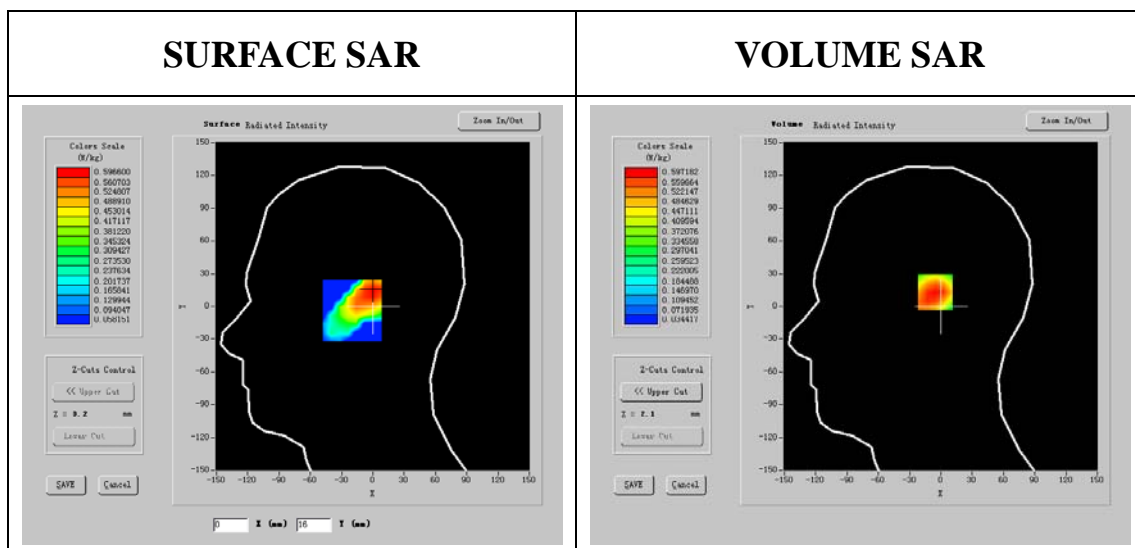 SURFACE SAR
VOLUME SAR
Surface Radiated Intensity
Zoom In/Out
Colors Scale
(W/kg)
0.596600
0.560703
0.524807
0.488910
0.453014
0.417117
0.381220
0.345324
0.309427
0.273530
0.237634
0.201737
0.165841
0.129944
0.094047
0.058151
150
120
90
60
30
0
-30
-60
-90
-120
-150
Y
-150 -120 -90 -60 -30 0 30 60 90 120 150
X
Z-Cuts Control
<< Upper Cut
Z = 0.2 mm
Lower Cut
SAVE Cancel
0 X (mm) 16 Y (mm)
Volume Radiated Intensity
Zoom In/Out
Colors Scale
(W/kg)
0.597182
0.559664
0.522147
0.484629
0.447111
0.409594
0.372076
0.334558
0.297041
0.259523
0.222005
0.184488
0.146970
0.109452
0.071935
0.034417
150
120
90
60
30
0
-30
-60
-90
-120
-150
Y
-150 -120 -90 -60 -30 0 30 60 90 120 150
X
Z-Cuts Control
<< Upper Cut
Z = 2.1 mm
Lower Cut
SAVE Cancel